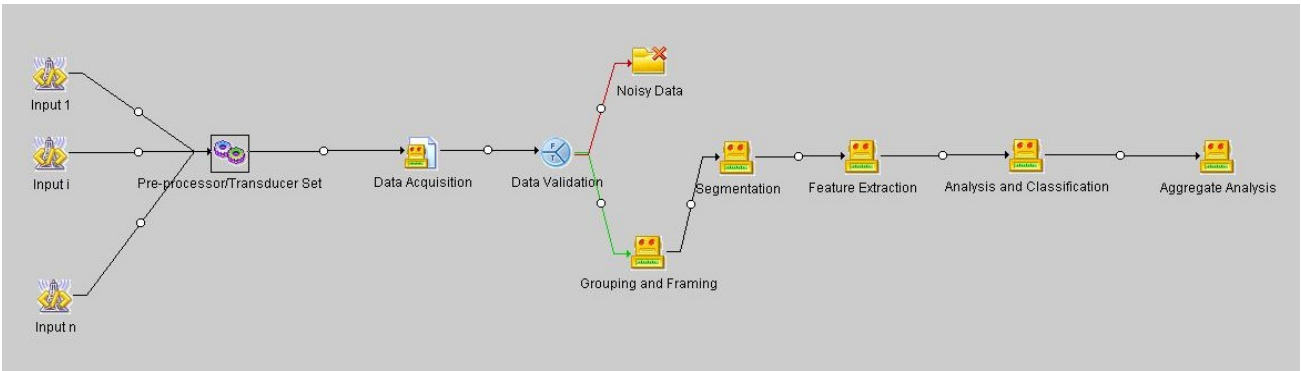 Input 1
Input i
Input n
Pre-processor/Transducer Set
Data Acquisition
Data Validation
F
T
Noisy Data
Grouping and Framing
Segmentation
Feature Extraction
Analysis and Classification
Aggregate Analysis